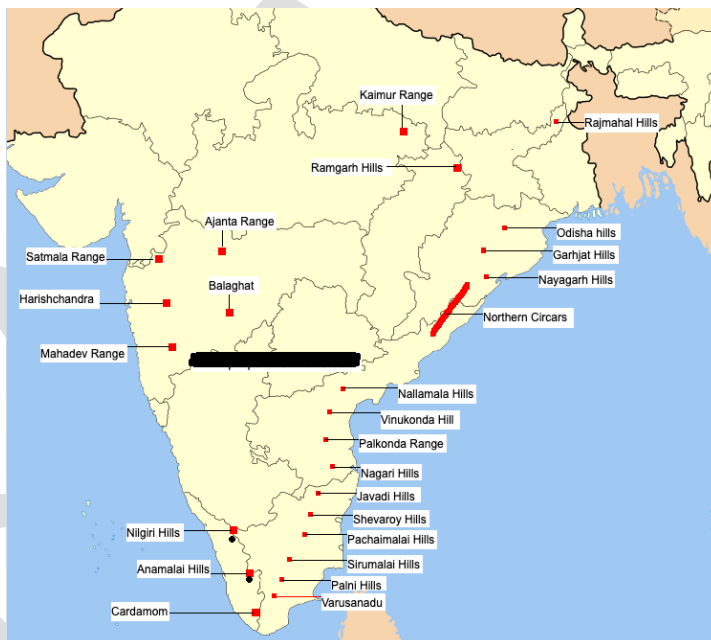 Kaimur Range
Rajmahal Hills
Ramgarh Hills
Ajanta Range
Odisha hills
Satmala Range
Garhjat Hills
Nayagarh Hills
Balaghat
Harishchandra
Northern Circars
Mahadev Range
Nallamala Hills
Vinukonda Hill
Palkonda Range
Nagari Hills
Javadi Hills
Shevaroy Hills
Nilgiri Hills
Pachaimalai Hills
Sirumalai Hills
Anamalai Hills
Palni Hills
Varusanadu
Cardamom